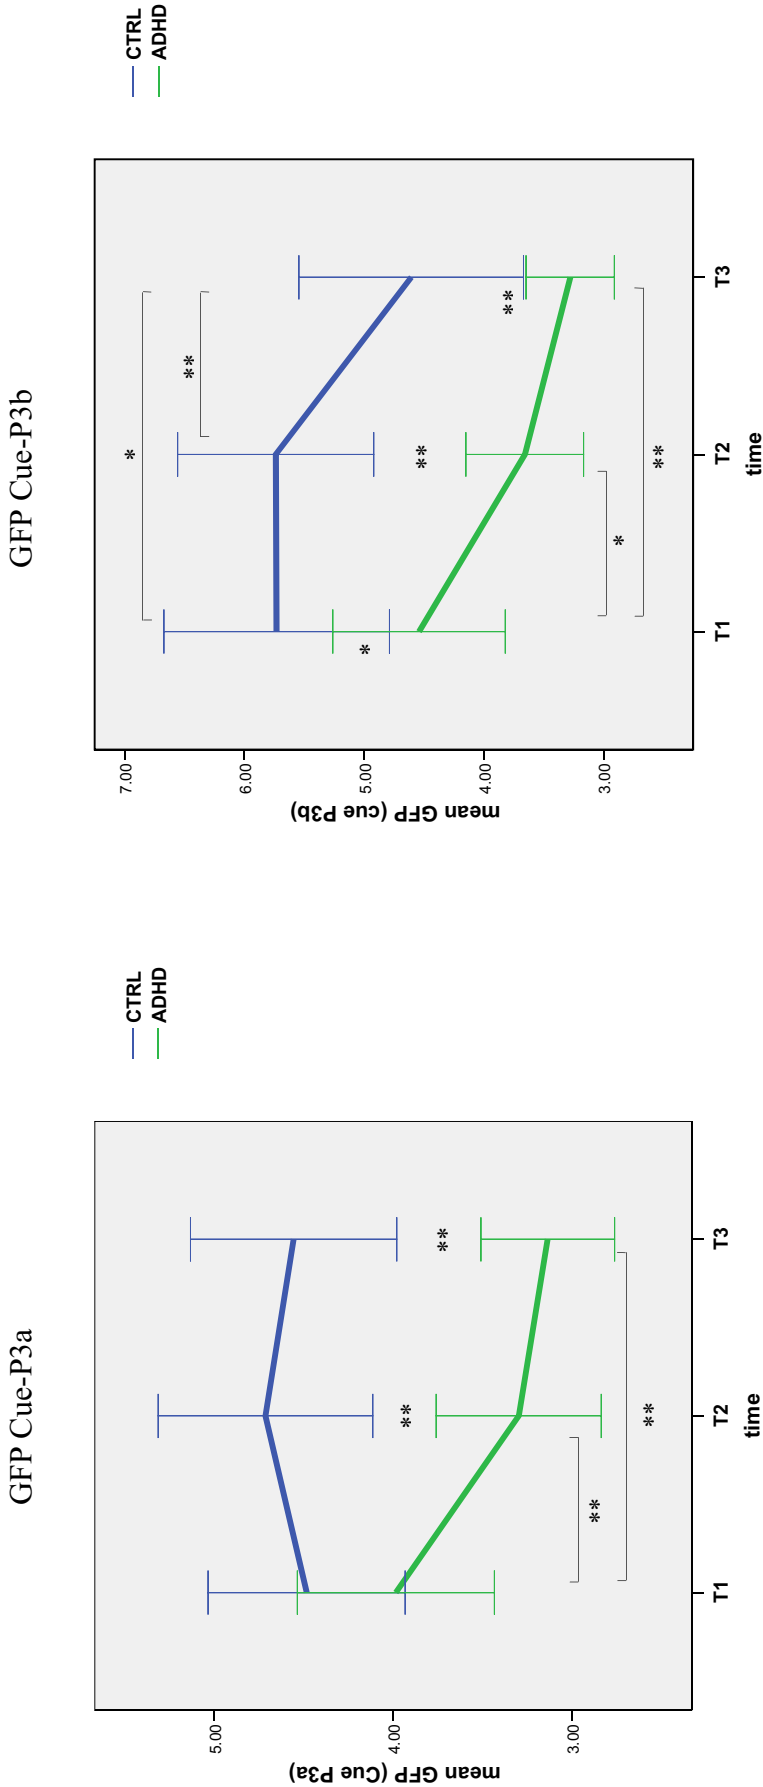 GFP Cue-P3a
CTRL
ADHD
5.00
4.00
3.00
mean GFP (Cue P3a)
**
**
**
**
T1
T2
T3
time
GFP Cue-P3b
CTRL
ADHD
7.00
6.00
5.00
4.00
3.00
mean GFP (cue P3b)
*
**
*
**
**
*
**
T1
T2
T3
time